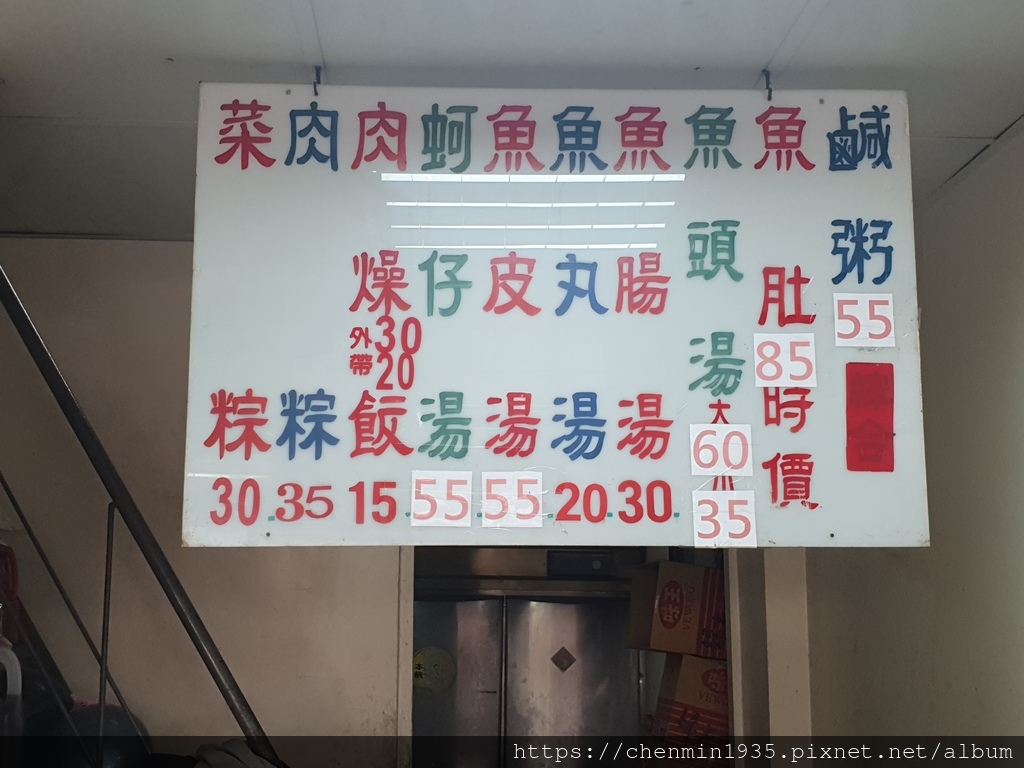 鹹粥 55
魚肚 85 時價
魚頭湯 大 60 小 35
魚腸湯 30
魚丸湯 20
魚皮湯 55
蚵仔湯 55
肉燥飯 15 外帶 30 20
肉粽 35
菜粽 30
https://chenmin1935.pixnet.net/album